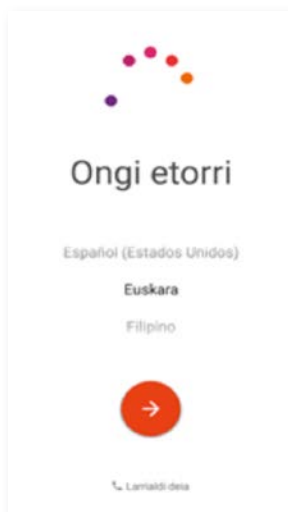 Ongi etorri
Español (Estados Unidos)
Euskara
Filipino
Larrialdi deia